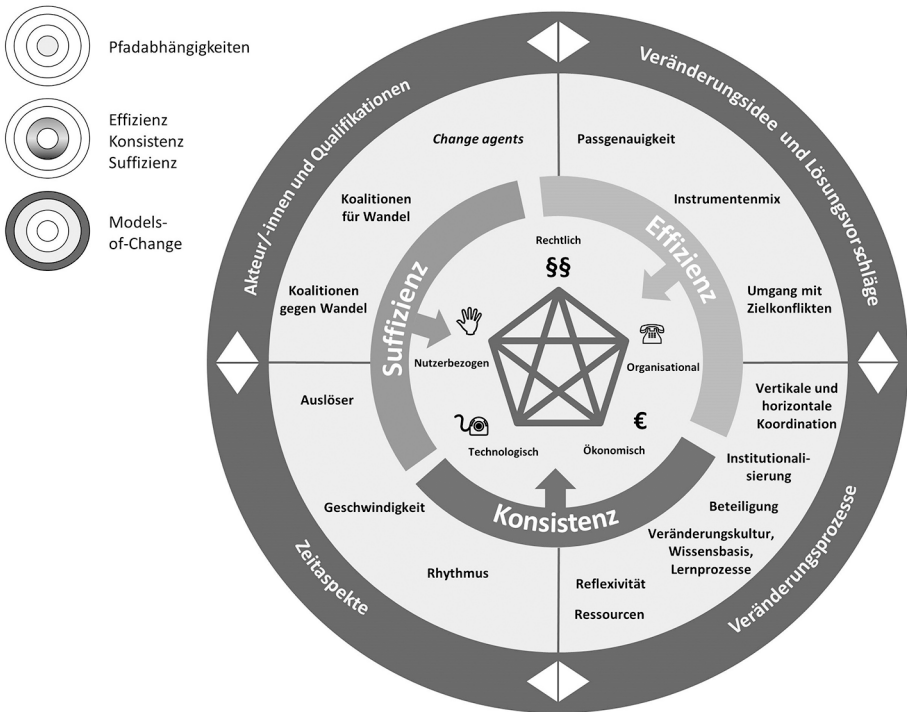 Pfadabhängigkeiten
Effizienz
Konsistenz
Suffizienz
Models-
of-Change
Akteur/-innen und Qualifikationen
Veränderungsidee und Lösungsvorschläge
Veränderungsprozesse
Zeitaspekte
Change agents
Koalitionen
für Wandel
Koalitionen
gegen Wandel
Passgenauigkeit
Instrumentenmix
Umgang mit
Zielkonflikten
Vertikale und
horizontale
Koordination
Institutionali-
sierung
Beteiligung
Veränderungskultur,
Wissensbasis,
Lernprozesse
Reflexivität
Ressourcen
Auslöser
Geschwindigkeit
Rhythmus
Suffizienz
Effizienz
Konsistenz
Rechtlich
§§
Nutzerbezogen
Organisational
Technologisch
€
Ökonomisch